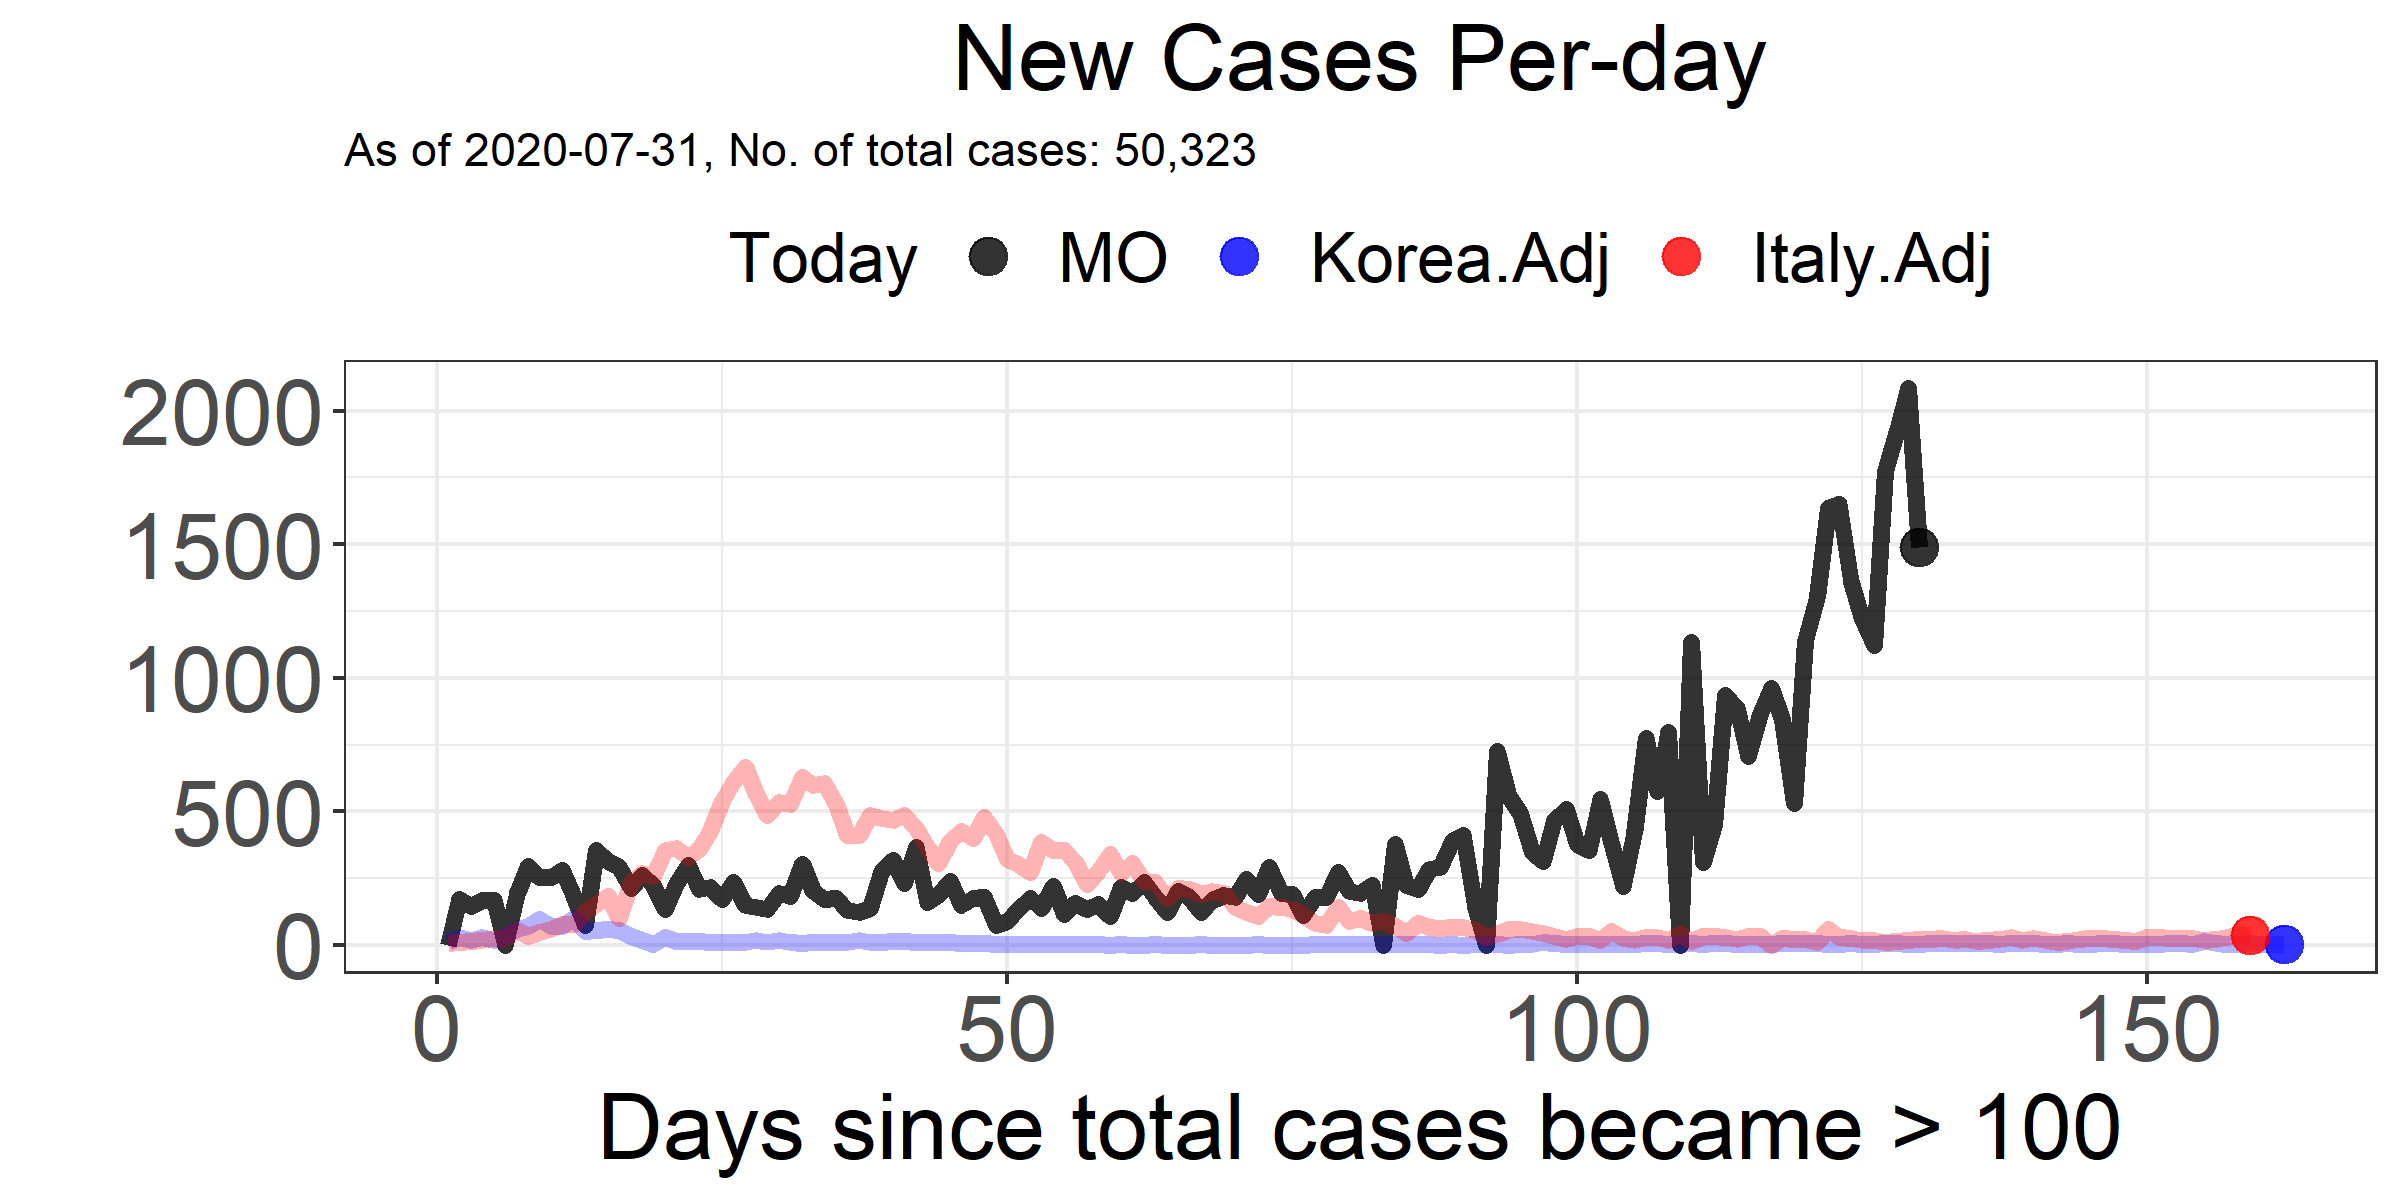 New Cases Per-day
As of 2020-07-31, No. of total cases: 50,323
Today MO Korea.Adj Italy.Adj
2000
1500
1000
500
0
0 50 100 150
Days since total cases became > 100